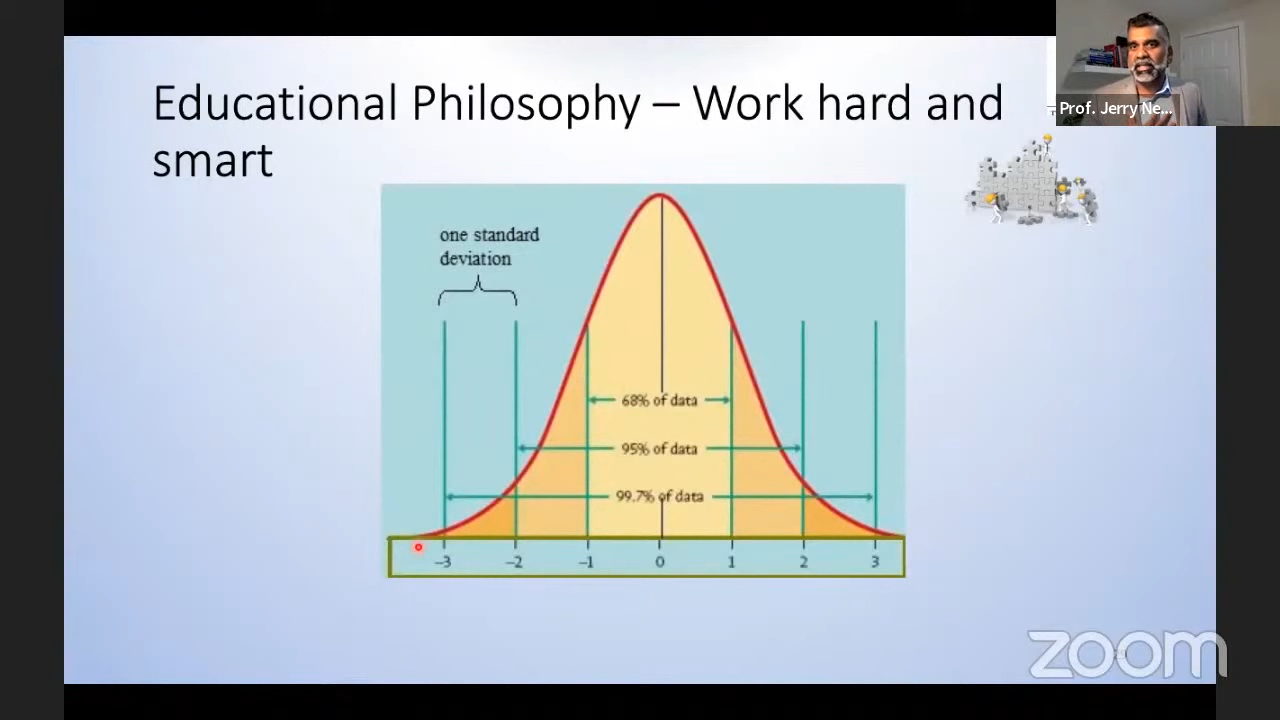 Educational Philosophy – Work hard and
smart
Prof. Jerry Ne...
one standard
deviation
68% of data
95% of data
99.7% of data
–3 –2 –1 0 1 2 3
zoom